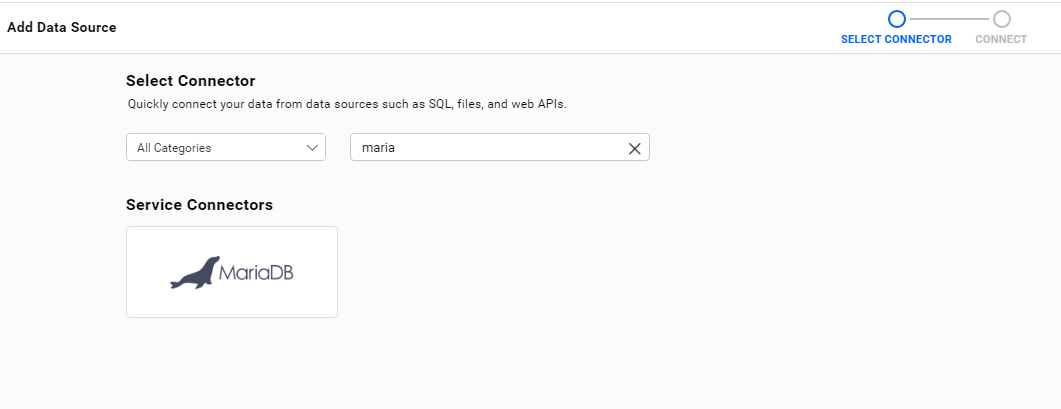 Add Data Source
SELECT CONNECTOR
CONNECT
Select Connector
Quickly connect your data from data sources such as SQL, files, and web APIs.
All Categories
maria
Service Connectors
MariaDB